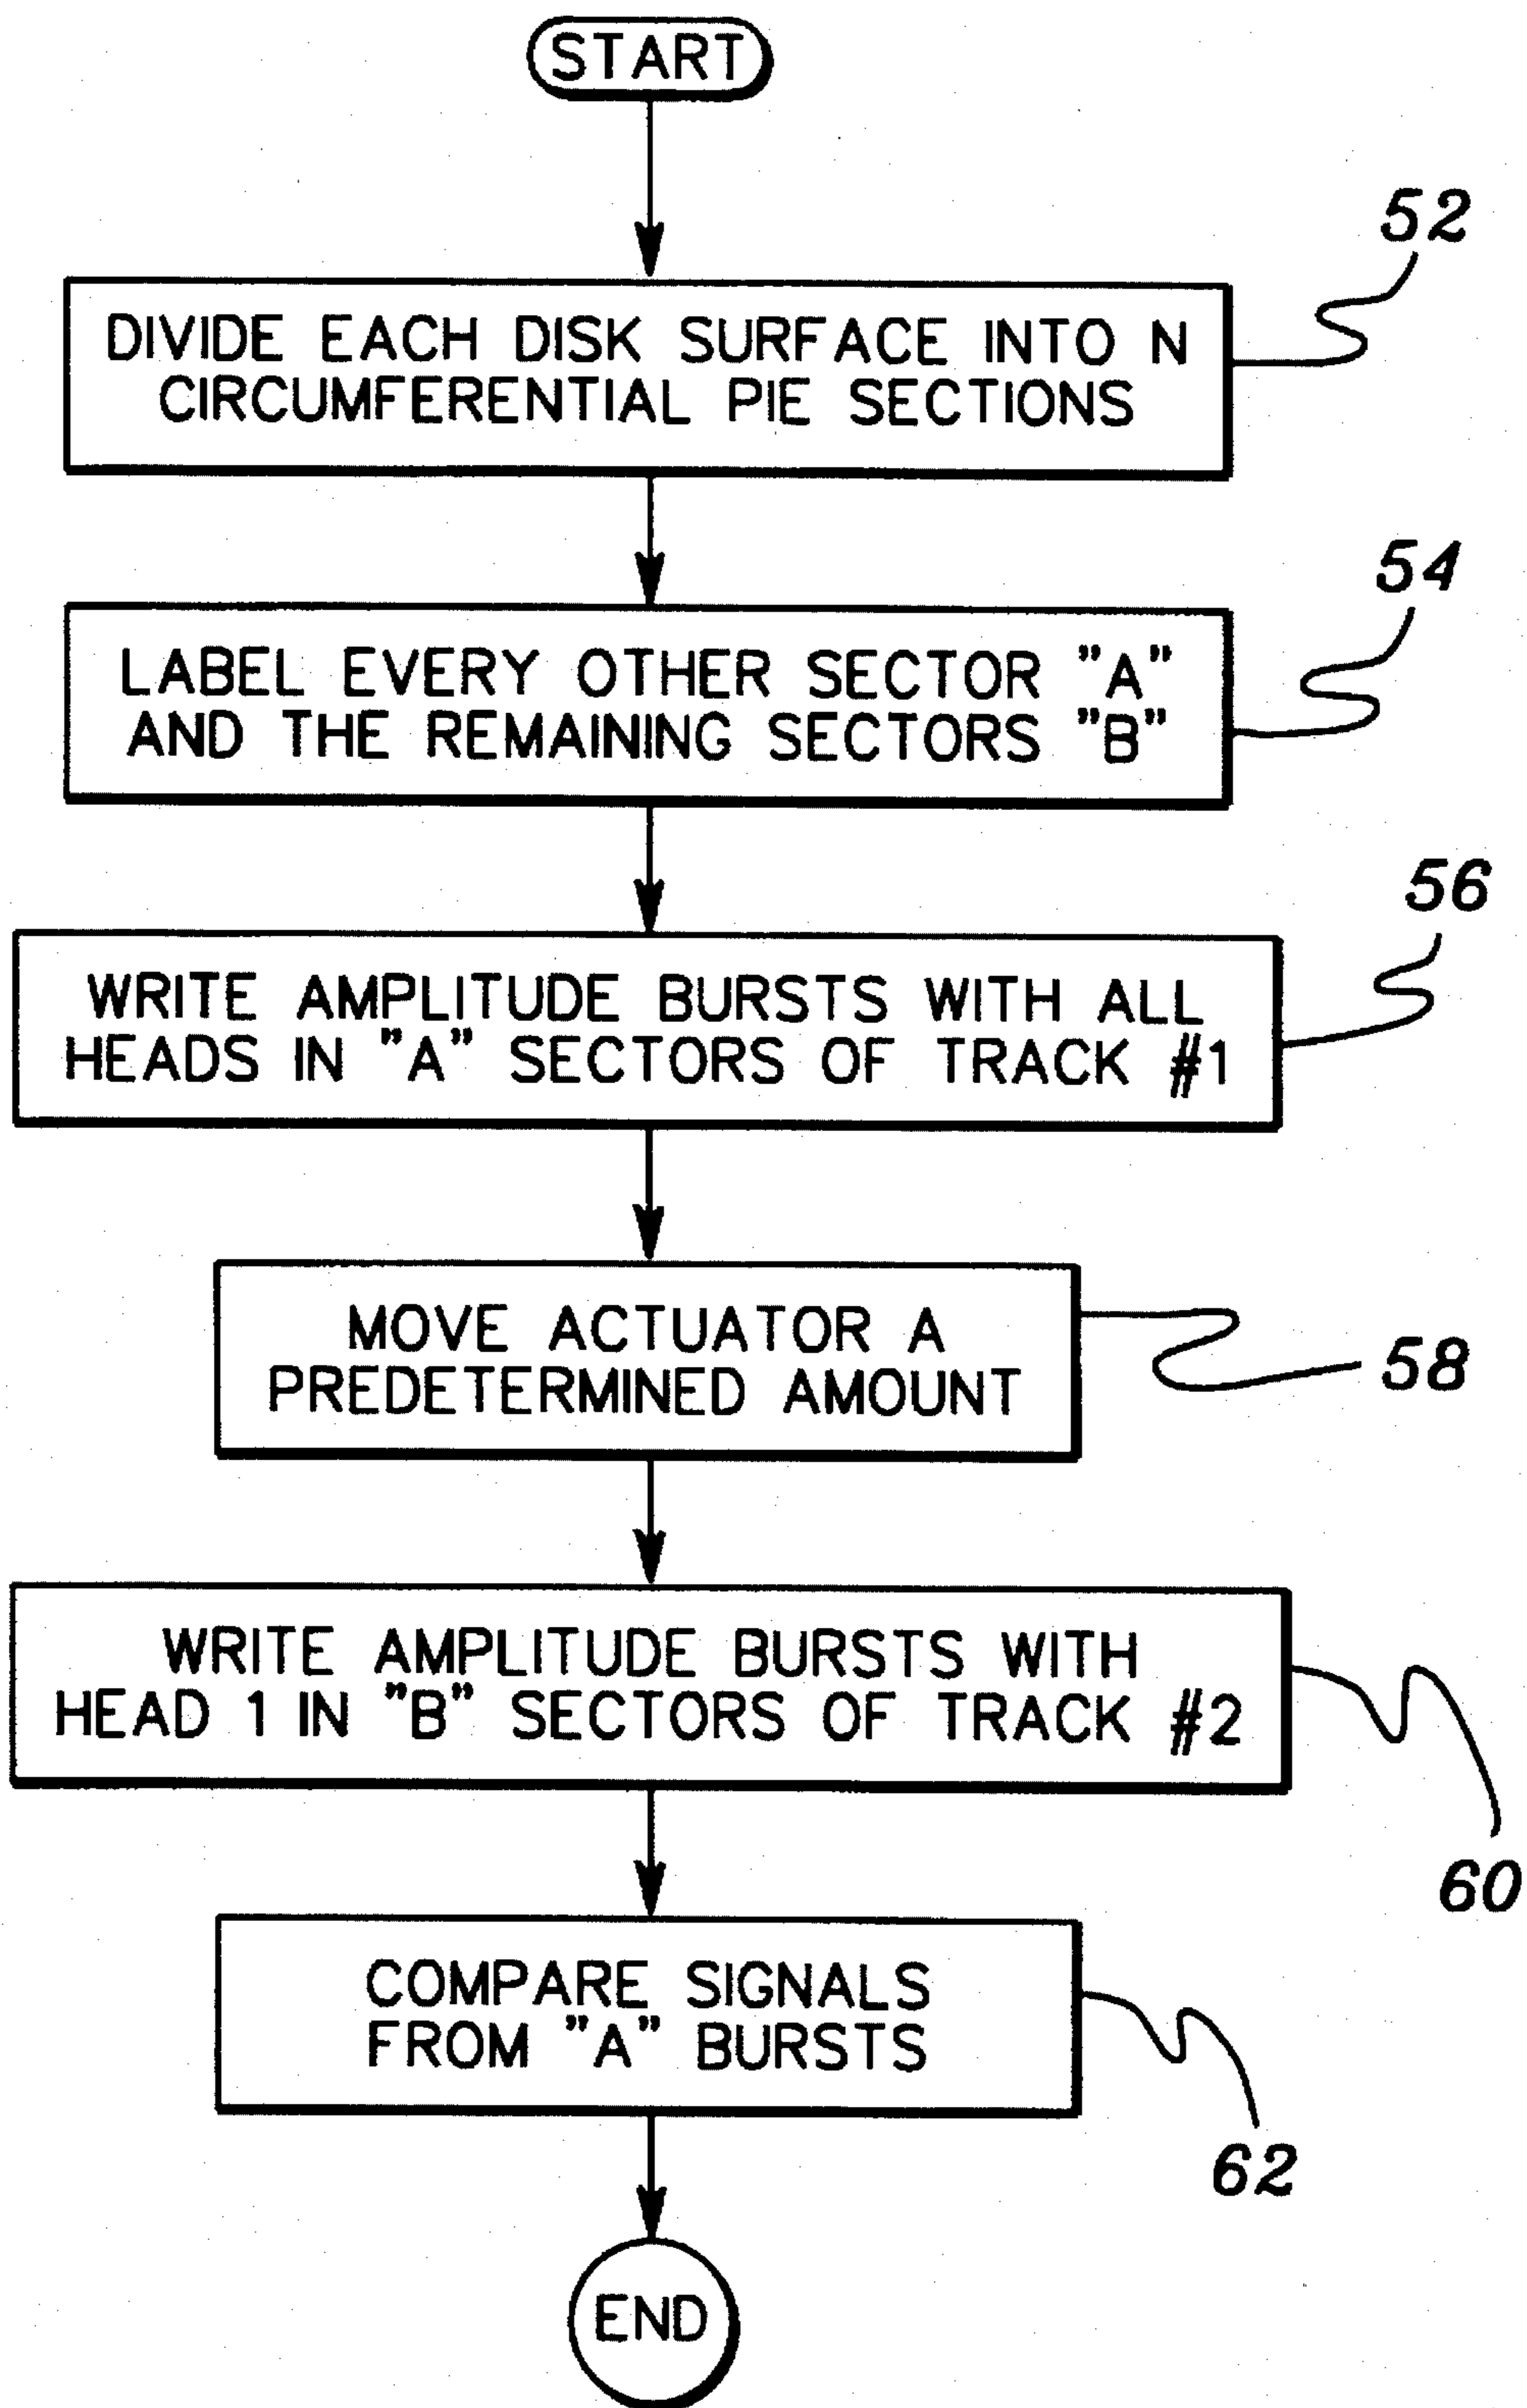 START
52
DIVIDE EACH DISK SURFACE INTO N
CIRCUMFERENTIAL PIE SECTIONS
54
LABEL EVERY OTHER SECTOR "A"
AND THE REMAINING SECTORS "B"
56
WRITE AMPLITUDE BURSTS WITH ALL
HEADS IN "A" SECTORS OF TRACK #1
MOVE ACTUATOR A
PREDETERMINED AMOUNT
58
WRITE AMPLITUDE BURSTS WITH
HEAD 1 IN "B" SECTORS OF TRACK #2
60
COMPARE SIGNALS
FROM "A" BURSTS
62
END